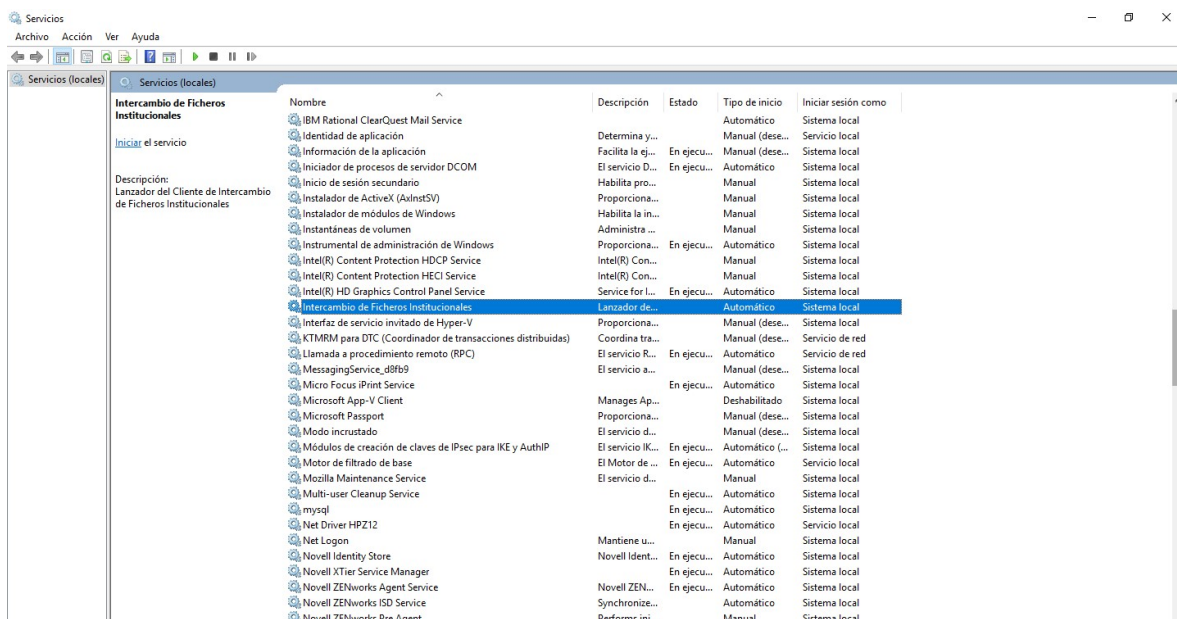 Servicios
Archivo Acción Ver Ayuda
Servicios (locales)
Servicios (locales)
Intercambio de Ficheros
Institucionales
Iniciar el servicio
Descripción:
Lanzador del Cliente de Intercambio
de Ficheros Institucionales
Nombre Descripción Estado Tipo de inicio Iniciar sesión como
IBM Rational ClearQuest Mail Service Automático Sistema local
Identidad de aplicación Determina y... Manual (dese... Servicio local
Información de la aplicación Facilita la ej... En ejecu... Manual (dese... Sistema local
Iniciador de procesos de servidor DCOM El servicio D... En ejecu... Automático Sistema local
Inicio de sesión secundario Habilita pro... Manual Sistema local
Instalador de ActiveX (AxInstSV) Proporciona... Manual Sistema local
Instalador de módulos de Windows Habilita la in... Manual Sistema local
Instantáneas de volumen Administra ... Manual Sistema local
Instrumental de administración de Windows Proporciona... En ejecu... Automático Sistema local
Intel(R) Content Protection HDCP Service Intel(R) Con... Manual Sistema local
Intel(R) Content Protection HECI Service Intel(R) Con... Manual Sistema local
Intel(R) HD Graphics Control Panel Service Service for I... En ejecu... Automático Sistema local
Intercambio de Ficheros Institucionales Lanzador de... Automático Sistema local
Interfaz de servicio invitado de Hyper-V Proporciona... Manual (dese... Sistema local
KTMRM para DTC (Coordinador de transacciones distribuidas) Coordina tra... Manual (dese... Servicio de red
Llamada a procedimiento remoto (RPC) El servicio R... En ejecu... Automático Servicio de red
MessagingService_d8fb9 El servicio a... Manual (dese... Sistema local
Micro Focus iPrint Service En ejecu... Automático Sistema local
Microsoft App-V Client Manages Ap... Deshabilitado Sistema local
Microsoft Passport Proporciona... Manual (dese... Sistema local
Modo incrustado El servicio d... Manual (dese... Sistema local
Módulos de creación de claves de IPsec para IKE y AuthIP El servicio IK... En ejecu... Automático (... Sistema local
Motor de filtrado de base El Motor de ... En ejecu... Automático Servicio local
Mozilla Maintenance Service El servicio d... Manual Sistema local
Multi-user Cleanup Service En ejecu... Automático Sistema local
mysql En ejecu... Automático Sistema local
Net Driver HPZ12 En ejecu... Automático Servicio local
Net Logon Mantiene u... Manual Sistema local
Novell Identity Store Novell Ident... En ejecu... Automático Sistema local
Novell XTier Service Manager En ejecu... Automático Sistema local
Novell ZENworks Agent Service Novell ZEN... En ejecu... Automático Sistema local
Novell ZENworks ISD Service Synchronize... Automático Sistema local
Novell ZENworks Pre Agent Performs ini... Manual Sistema local